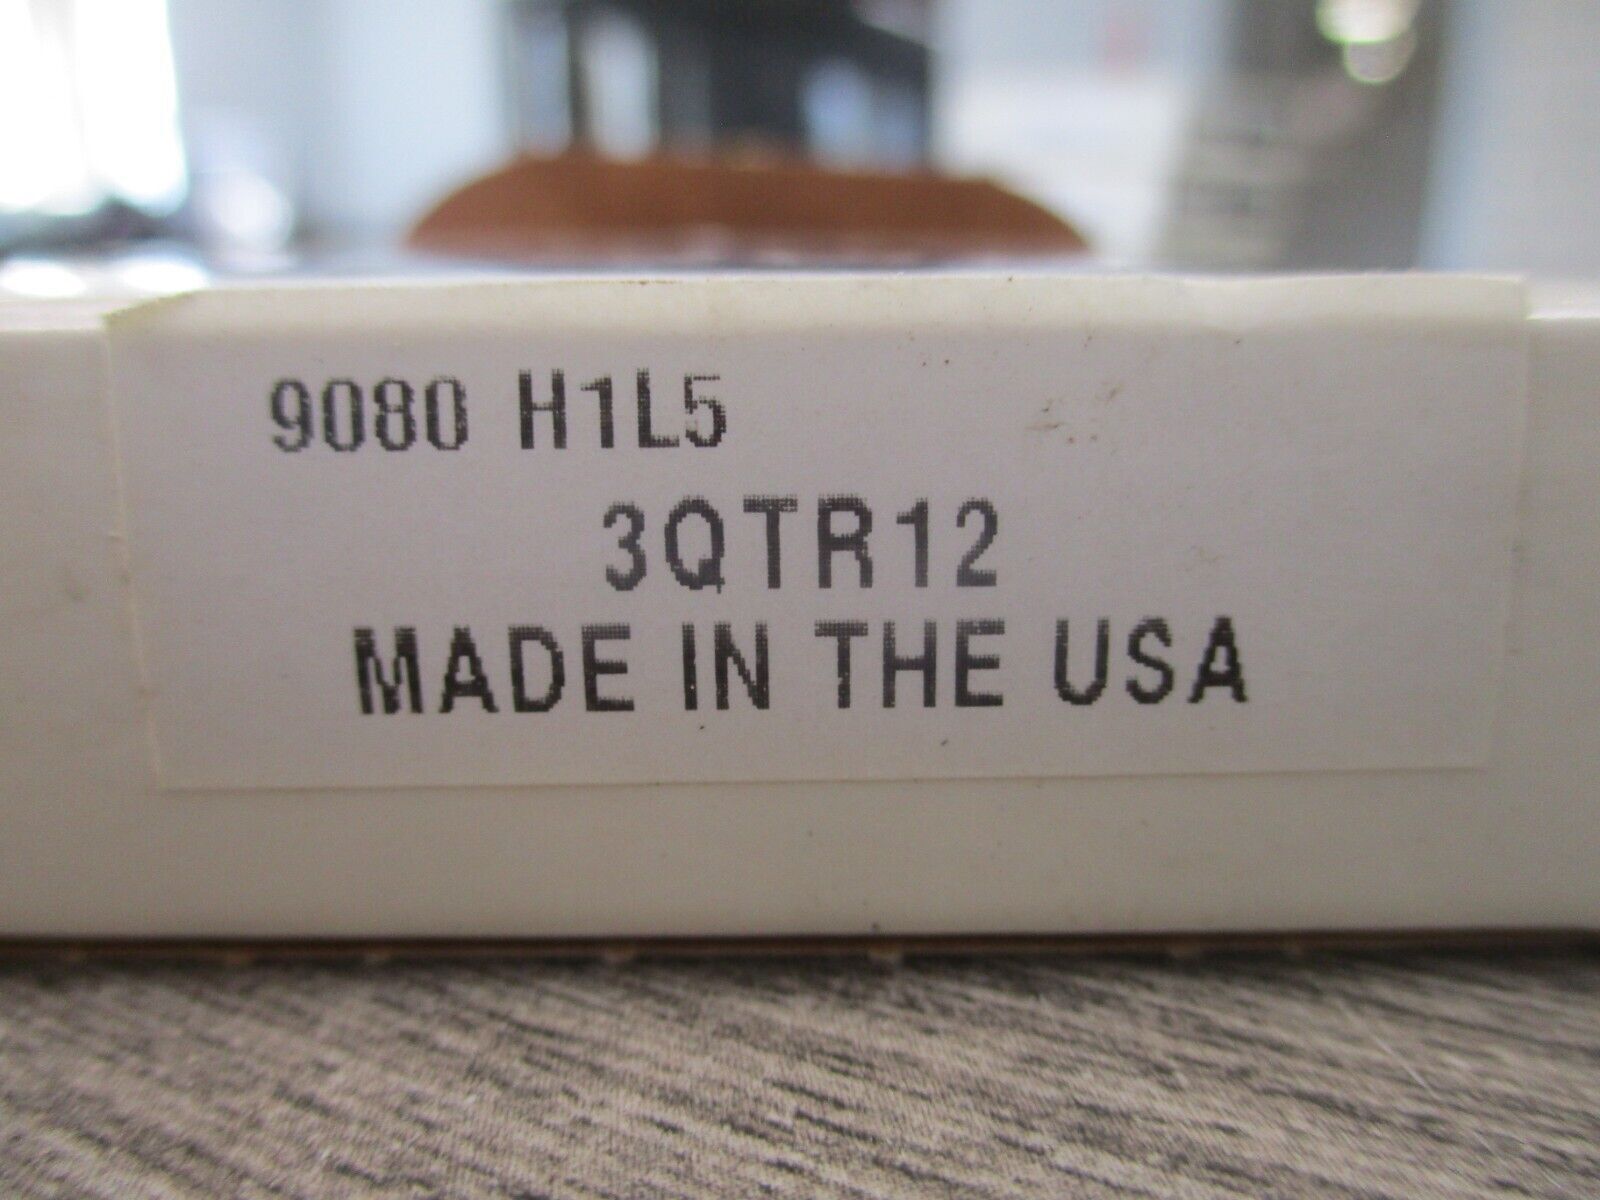 9080 H1L5
3QTR12
MADE IN THE USA